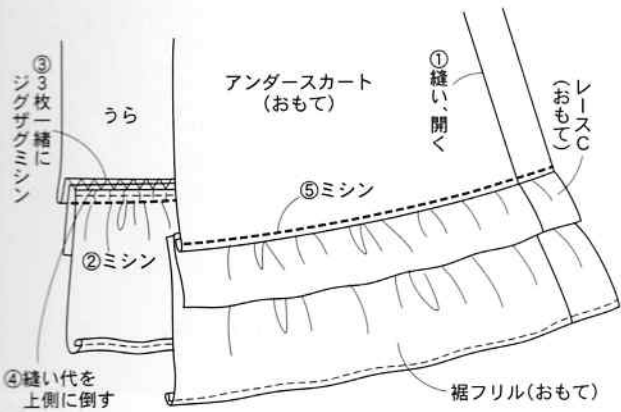 ③3枚一緒に
ジグザグミシン
うら
アンダースカート
(おもて)
①縫い、開く
レースC
(おもて)
⑤ミシン
②ミシン
④縫い代を
上側に倒す
裾フリル(おもて)